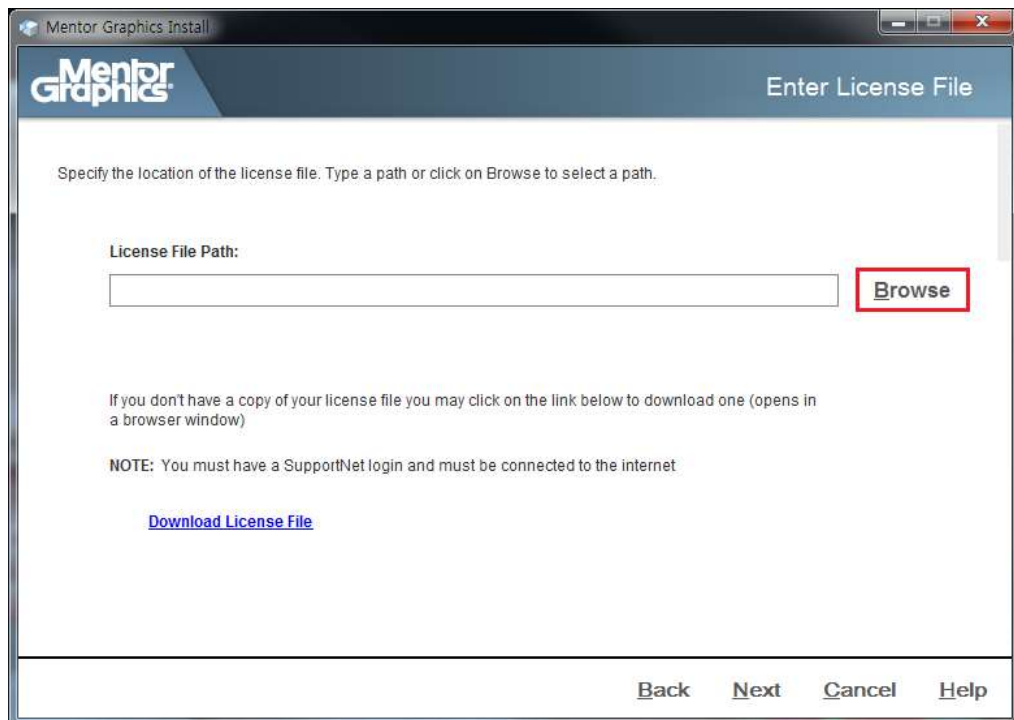 Mentor Graphics Install
Mentor
Graphics®
Enter License File
Specify the location of the license file. Type a path or click on Browse to select a path.
License File Path:
Browse
If you don't have a copy of your license file you may click on the link below to download one (opens in
a browser window)
NOTE: You must have a SupportNet login and must be connected to the internet
Download License File
Back Next Cancel Help